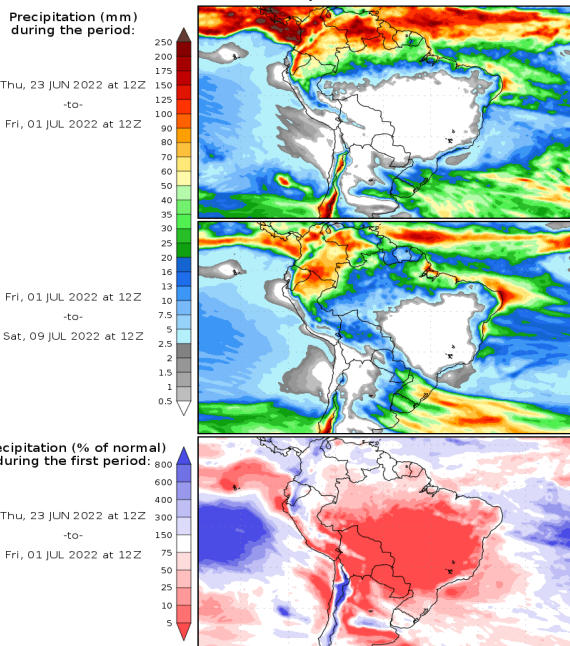 Precipitation (mm)
during the period:
Thu, 23 JUN 2022 at 12Z
-to-
Fri, 01 JUL 2022 at 12Z
250
200
175
150
125
100
90
80
70
60
50
40
35
30
25
20
16
13
10
7.5
5
2.5
2
1.5
1
0.5
Fri, 01 JUL 2022 at 12Z
-to-
Sat, 09 JUL 2022 at 12Z
ecipitation (% of normal)
during the first period:
800
600
400
300
150
75
50
25
10
5
Thu, 23 JUN 2022 at 12Z
-to-
Fri, 01 JUL 2022 at 12Z